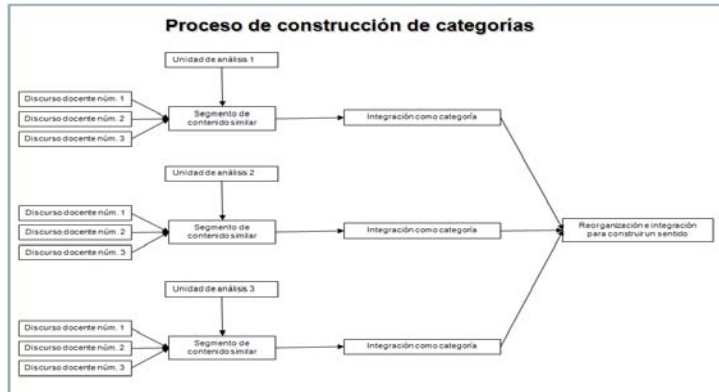 Proceso de construcción de categorías
Unidad de análisis 1
Discurso docente núm. 1
Discurso docente núm. 2
Discurso docente núm. 3
Segmento de
contenido similar
Integración como categoría
Unidad de análisis 2
Discurso docente núm. 1
Discurso docente núm. 2
Discurso docente núm. 3
Segmento de
contenido similar
Integración como categoría
Reorganización e integración
para construir un sentido
Unidad de análisis 3
Discurso docente núm. 1
Discurso docente núm. 2
Discurso docente núm. 3
Segmento de
contenido similar
Integración como categoría